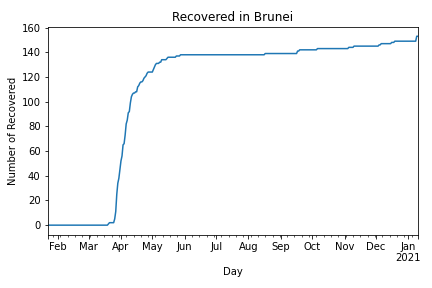 Recovered in Brunei
Number of Recovered
160
140
120
100
80
60
40
20
0
Feb Mar Apr May Jun Jul Aug Sep Oct Nov Dec Jan
2021
Day